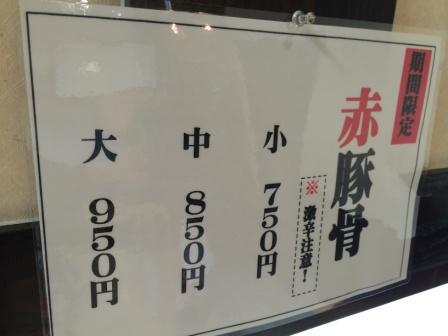 期間限定
赤豚骨
※激辛注意!
小 750円
中 850円
大 950円